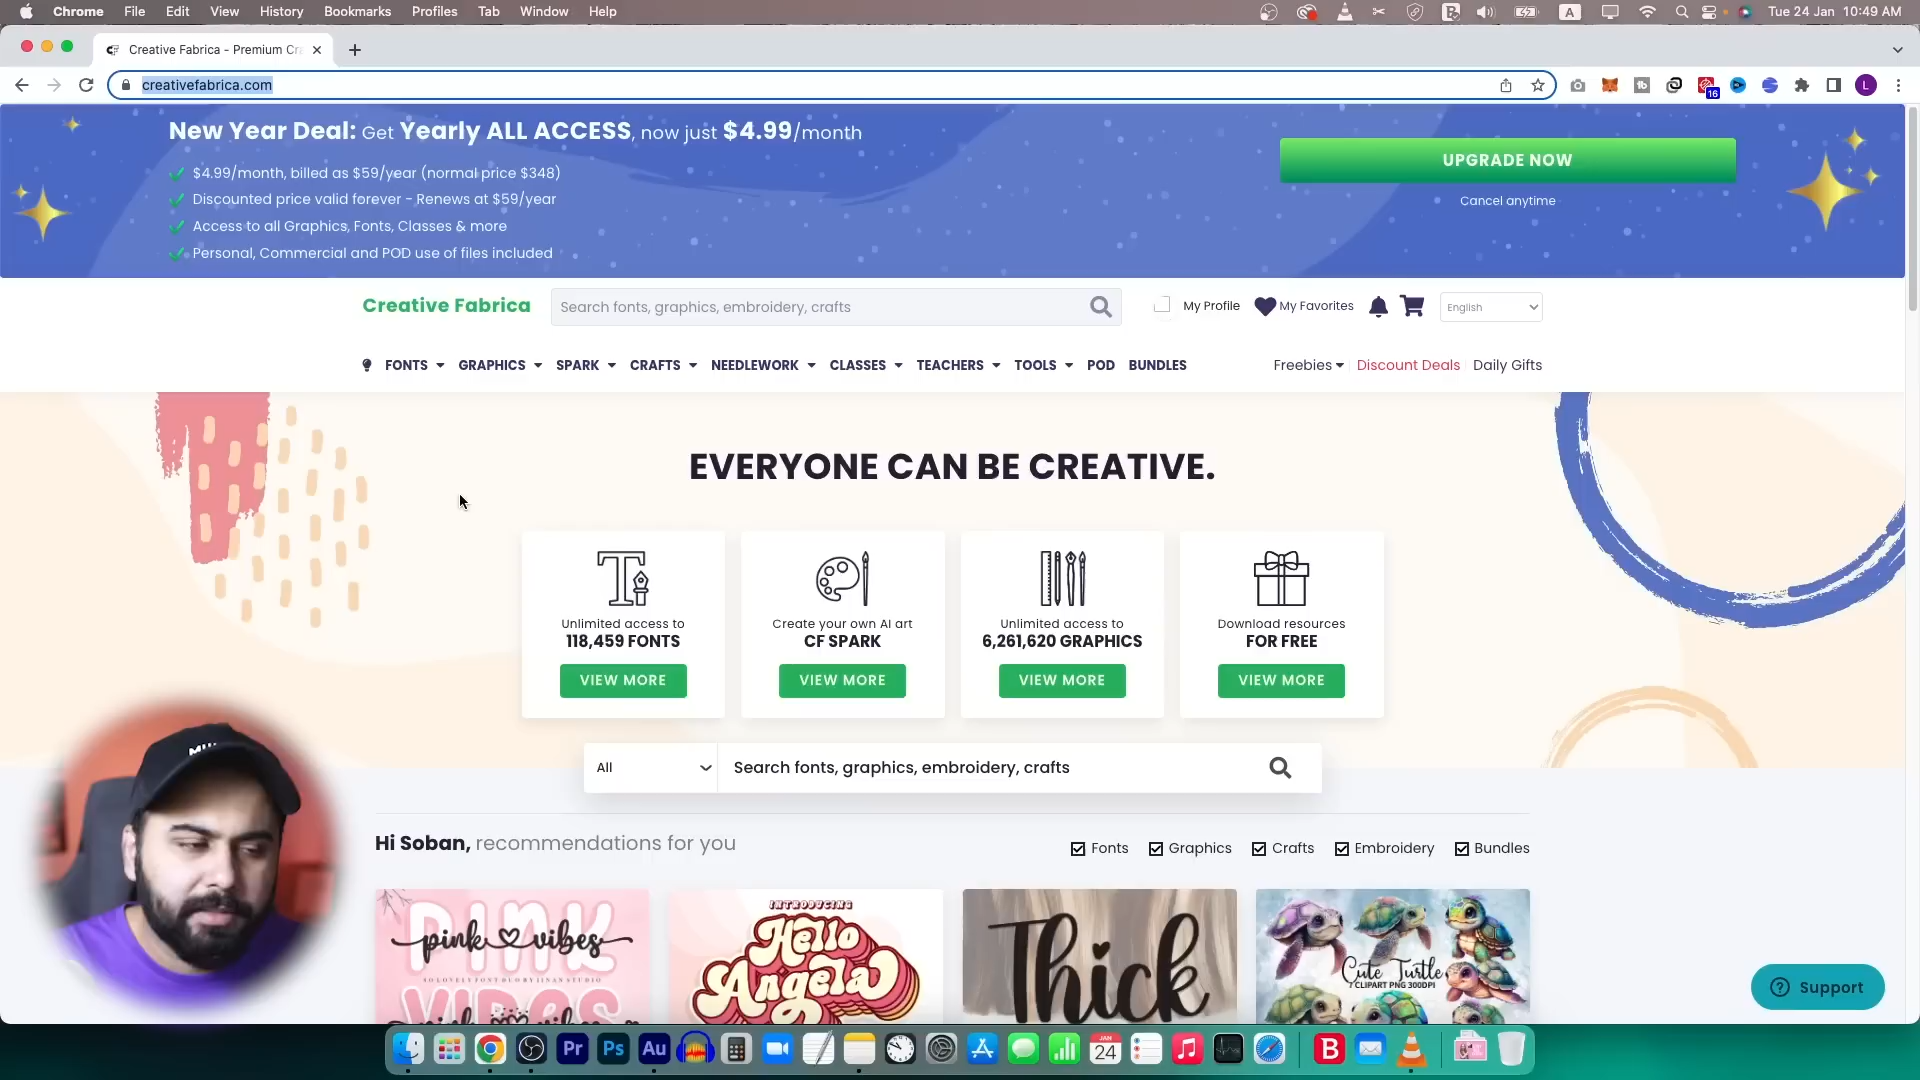 Chrome File Edit View History Bookmarks Profiles Tab Window Help
Tue 24 Jan 10:49 AM
Creative Fabrica - Premium Cr
creativefabrica.com
16
L
New Year Deal: Get Yearly ALL ACCESS, now just $4.99/month
$4.99/month, billed as $59/year (normal price $348)
Discounted price valid forever - Renews at $59/year
Access to all Graphics, Fonts, Classes & more
Personal, Commercial and POD use of files included
UPGRADE NOW
Cancel anytime
Creative Fabrica
Search fonts, graphics, embroidery, crafts
My Profile My Favorites English
FONTS GRAPHICS SPARK CRAFTS NEEDLEWORK CLASSES TEACHERS TOOLS POD BUNDLES
Freebies Discount Deals Daily Gifts
EVERYONE CAN BE CREATIVE.
Unlimited access to
118,459 FONTS
VIEW MORE
Create your own AI art
CF SPARK
VIEW MORE
Unlimited access to
6,261,620 GRAPHICS
VIEW MORE
Download resources
FOR FREE
VIEW MORE
All Search fonts, graphics, embroidery, crafts
Hi Soban, recommendations for you
Fonts Graphics Crafts Embroidery Bundles
PINK
pink vibes
VIBES
INTRODUCING
Hello
Angela
Thick
Cute Turtle
CLIPART PNG 300DPI
Support
Pr Ps Au
JAN
24
B